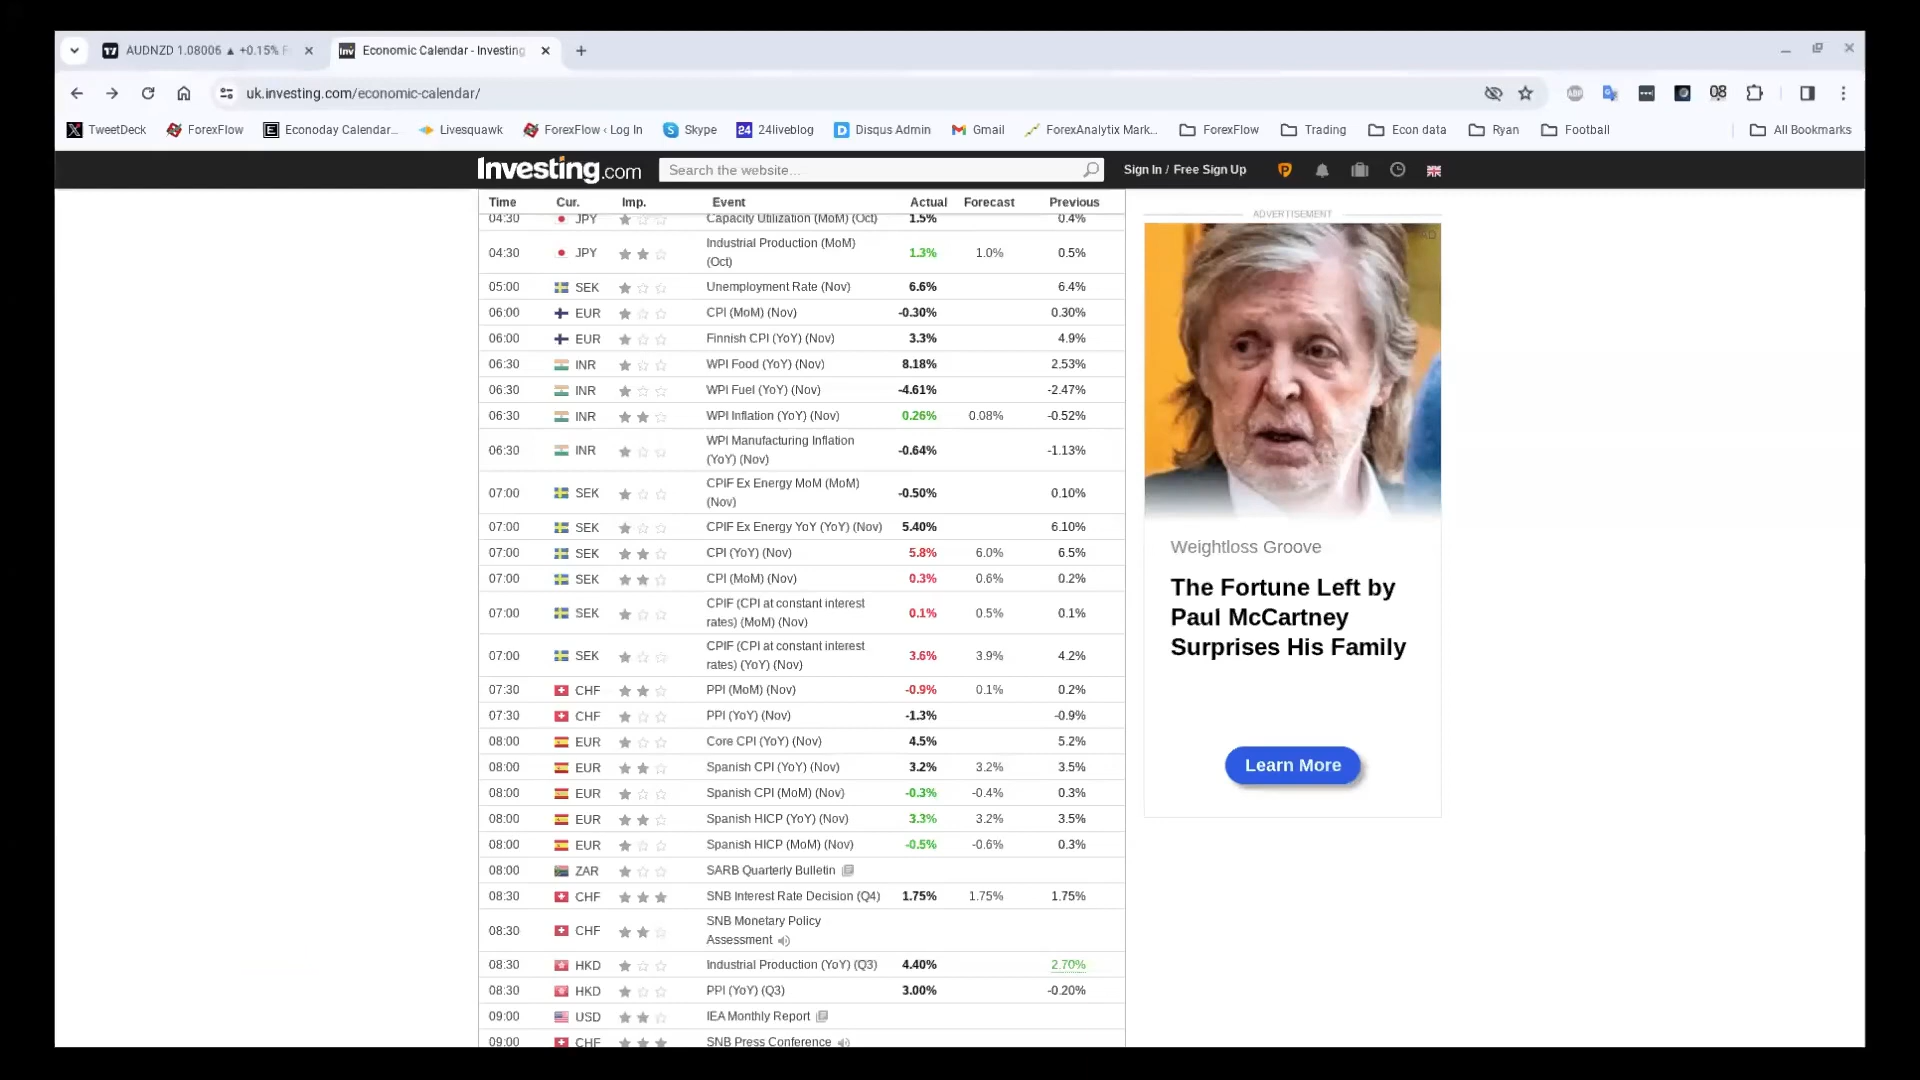 AUDNZD 1.08006 ▲ +0.15%
Economic Calendar - Investing
uk.investing.com/economic-calendar/
TweetDeck ForexFlow Econoday Calendar... Livesquawk ForexFlow ‹ Log In Skype 24liveblog Disqus Admin Gmail ForexAnalytix Mark... ForexFlow Trading Econ data Ryan Football All Bookmarks
Investing.com Search the website... Sign In / Free Sign Up
Time Cur. Imp. Event Actual Forecast Previous
04:30 JPY Capacity Utilization (MoM) (Oct) 1.5% 0.4%
04:30 JPY Industrial Production (MoM) (Oct) 1.3% 1.0% 0.5%
05:00 SEK Unemployment Rate (Nov) 6.6% 6.4%
06:00 EUR CPI (MoM) (Nov) -0.30% 0.30%
06:00 EUR Finnish CPI (YoY) (Nov) 3.3% 4.9%
06:30 INR WPI Food (YoY) (Nov) 8.18% 2.53%
06:30 INR WPI Fuel (YoY) (Nov) -4.61% -2.47%
06:30 INR WPI Inflation (YoY) (Nov) 0.26% 0.08% -0.52%
06:30 INR WPI Manufacturing Inflation (YoY) (Nov) -0.64% -1.13%
07:00 SEK CPIF Ex Energy MoM (MoM) (Nov) -0.50% 0.10%
07:00 SEK CPIF Ex Energy YoY (YoY) (Nov) 5.40% 6.10%
07:00 SEK CPI (YoY) (Nov) 5.8% 6.0% 6.5%
07:00 SEK CPI (MoM) (Nov) 0.3% 0.6% 0.2%
07:00 SEK CPIF (CPI at constant interest rates) (MoM) (Nov) 0.1% 0.5% 0.1%
07:00 SEK CPIF (CPI at constant interest rates) (YoY) (Nov) 3.6% 3.9% 4.2%
07:30 CHF PPI (MoM) (Nov) -0.9% 0.1% 0.2%
07:30 CHF PPI (YoY) (Nov) -1.3% -0.9%
08:00 EUR Core CPI (YoY) (Nov) 4.5% 5.2%
08:00 EUR Spanish CPI (YoY) (Nov) 3.2% 3.2% 3.5%
08:00 EUR Spanish CPI (MoM) (Nov) -0.3% -0.4% 0.3%
08:00 EUR Spanish HICP (YoY) (Nov) 3.3% 3.2% 3.5%
08:00 EUR Spanish HICP (MoM) (Nov) -0.5% -0.6% 0.3%
08:00 ZAR SARB Quarterly Bulletin
08:30 CHF SNB Interest Rate Decision (Q4) 1.75% 1.75% 1.75%
08:30 CHF SNB Monetary Policy Assessment
08:30 HKD Industrial Production (YoY) (Q3) 4.40% 2.70%
08:30 HKD PPI (YoY) (Q3) 3.00% -0.20%
09:00 USD IEA Monthly Report
09:00 CHF SNB Press Conference
ADVERTISEMENT
Weightloss Groove
The Fortune Left by
Paul McCartney
Surprises His Family
Learn More